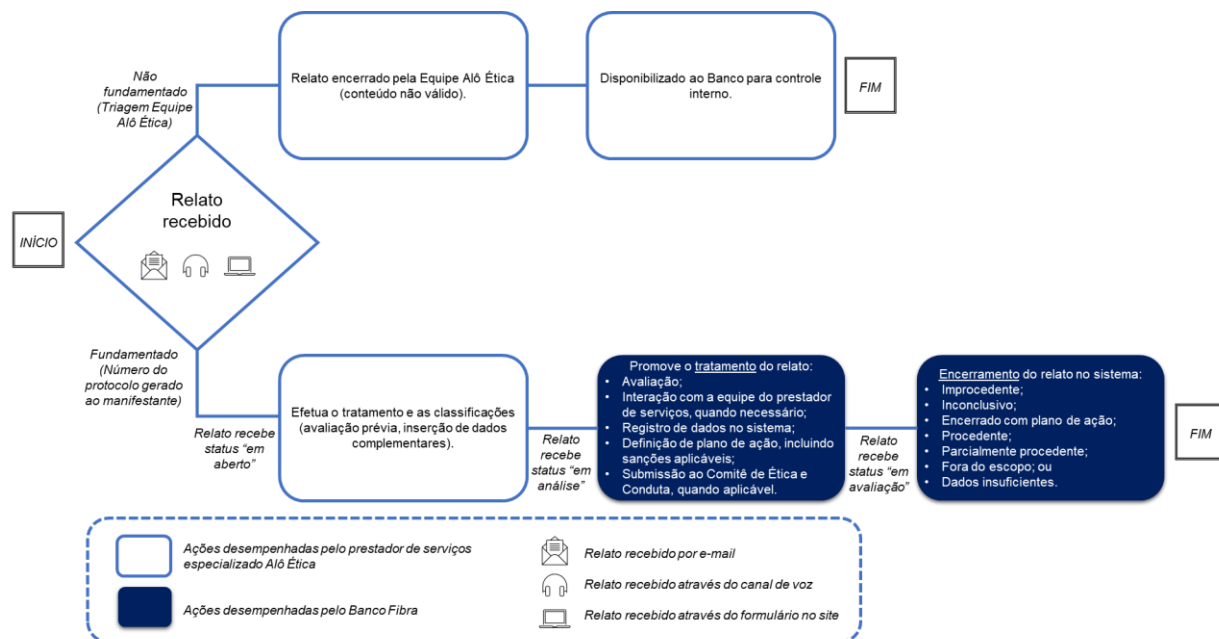 INÍCIO
Relato
recebido
Não
fundamentado
(Triagem Equipe
Alô Ética)
Relato encerrado pela Equipe Alô Ética
(conteúdo não válido).
Disponibilizado ao Banco para controle
interno.
FIM
Fundamentado
(Número do
protocolo gerado
ao manifestante)
Relato recebe
status “em
aberto”
Efetua o tratamento e as classificações
(avaliação prévia, inserção de dados
complementares).
Relato
recebe
status “em
análise”
Promove o tratamento do relato:
• Avaliação;
• Interação com a equipe do prestador
de serviços, quando necessário;
• Registro de dados no sistema;
• Definição de plano de ação, incluindo
sanções aplicáveis;
• Submissão ao Comitê de Ética e
Conduta, quando aplicável.
Relato
recebe
status “em
avaliação”
Encerramento do relato no sistema:
• Improcedente;
• Inconclusivo;
• Encerrado com plano de ação;
• Procedente;
• Parcialmente procedente;
• Fora do escopo; ou
• Dados insuficientes.
FIM
Ações desempenhadas pelo prestador de serviços
especializado Alô Ética
Ações desempenhadas pelo Banco Fibra
Relato recebido por e-mail
Relato recebido através do canal de voz
Relato recebido através do formulário no site